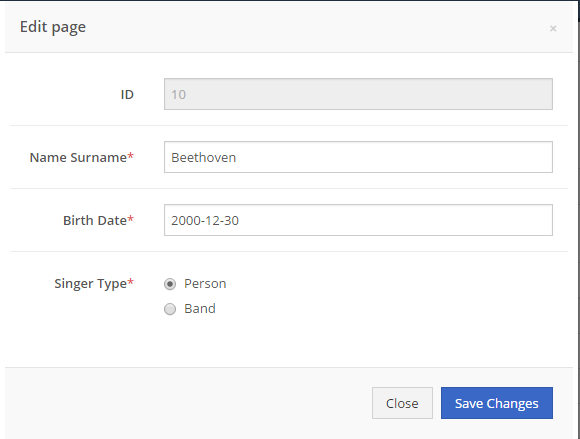 Edit page ×
ID 10
Name Surname* Beethoven
Birth Date* 2000-12-30
Singer Type* Person
Band
Close Save Changes